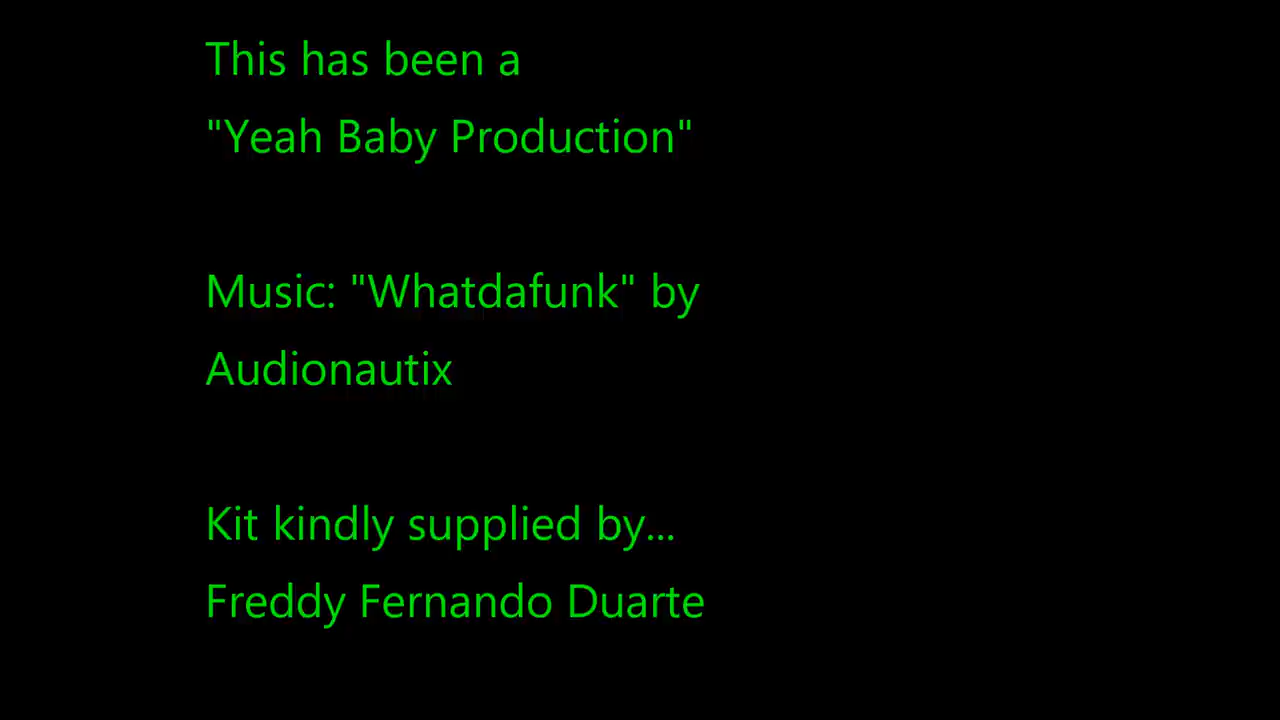 This has been a
"Yeah Baby Production"
Music: "Whatdafunk" by
Audionautix
Kit kindly supplied by...
Freddy Fernando Duarte